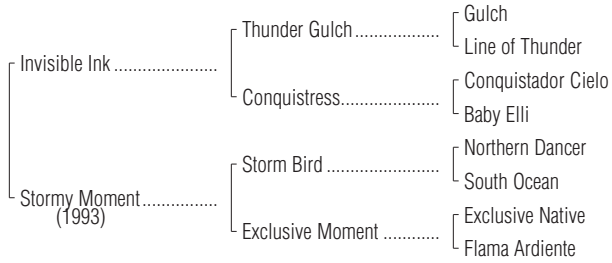 Invisible Ink ......................
Stormy Moment................
(1993)
Thunder Gulch ..................
Conquistress.....................
Storm Bird ........................
Exclusive Moment ............
Gulch
Line of Thunder
Conquistador Cielo
Baby Elli
Northern Dancer
South Ocean
Exclusive Native
Flama Ardiente